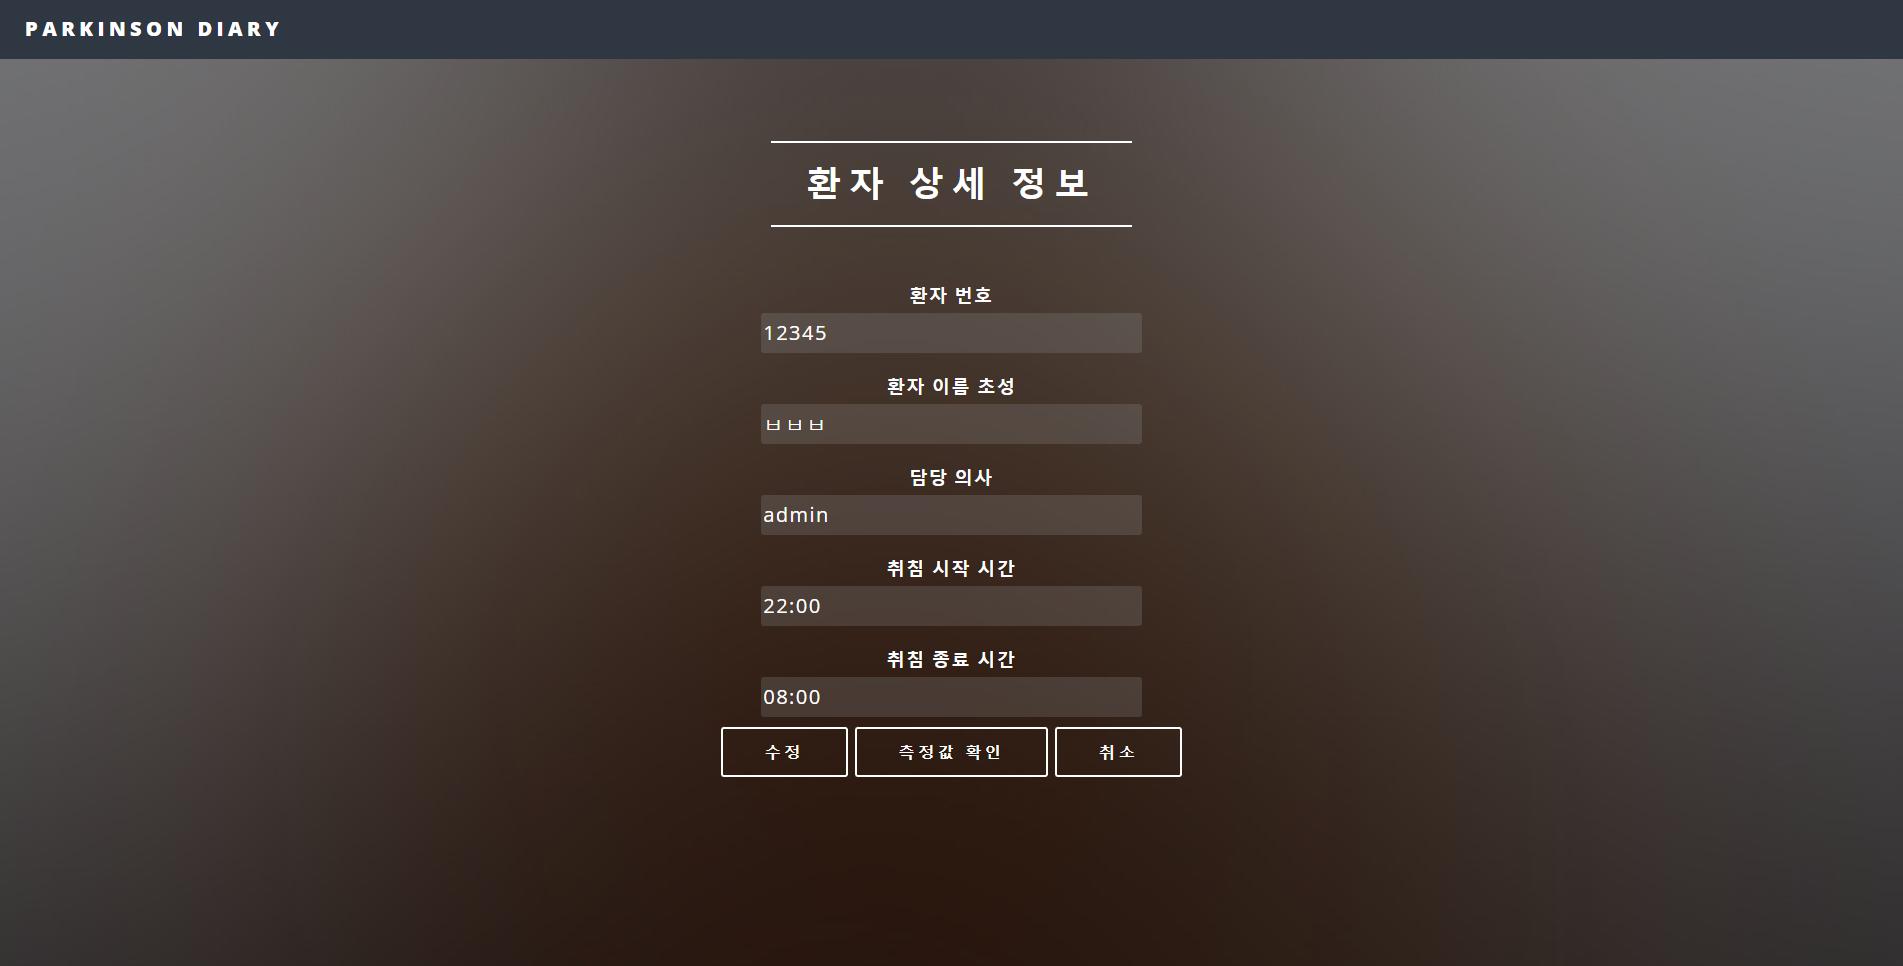 PARKINSON DIARY
환자 상세 정보
환자 번호
12345
환자 이름 초성
ㅂㅂㅂ
담당 의사
admin
취침 시작 시간
22:00
취침 종료 시간
08:00
수정 측정값 확인 취소